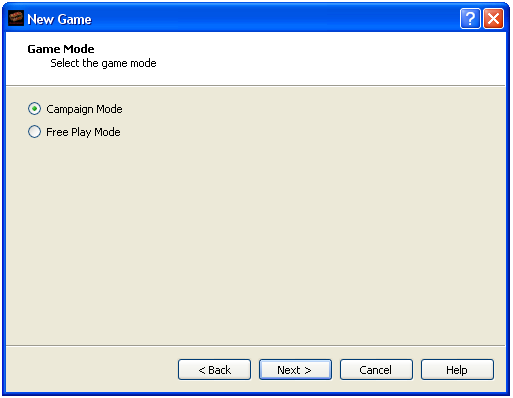 New Game
Game Mode
Select the game mode
Campaign Mode
Free Play Mode
< Back
Next >
Cancel
Help